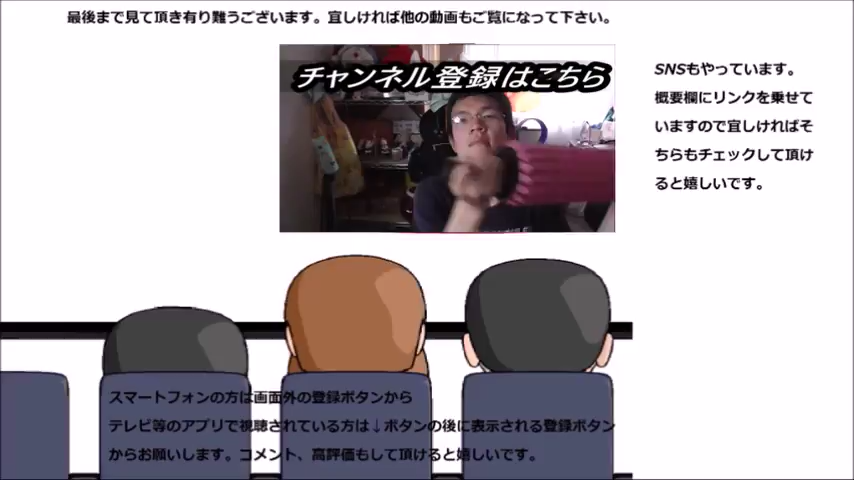 最後まで見て頂き有り難うございます。宜しければ他の動画もご覧になって下さい。
チャンネル登録はこちら
SNSもやっています。
概要欄にリンクを乗せて
いますので宜しければそ
ちらもチェックして頂け
ると嬉しいです。
スマートフォンの方は画面外の登録ボタンから
テレビ等のアプリで視聴されている方は↓ボタンの後に表示される登録ボタン
からお願いします。コメント、高評価もして頂けると嬉しいです。